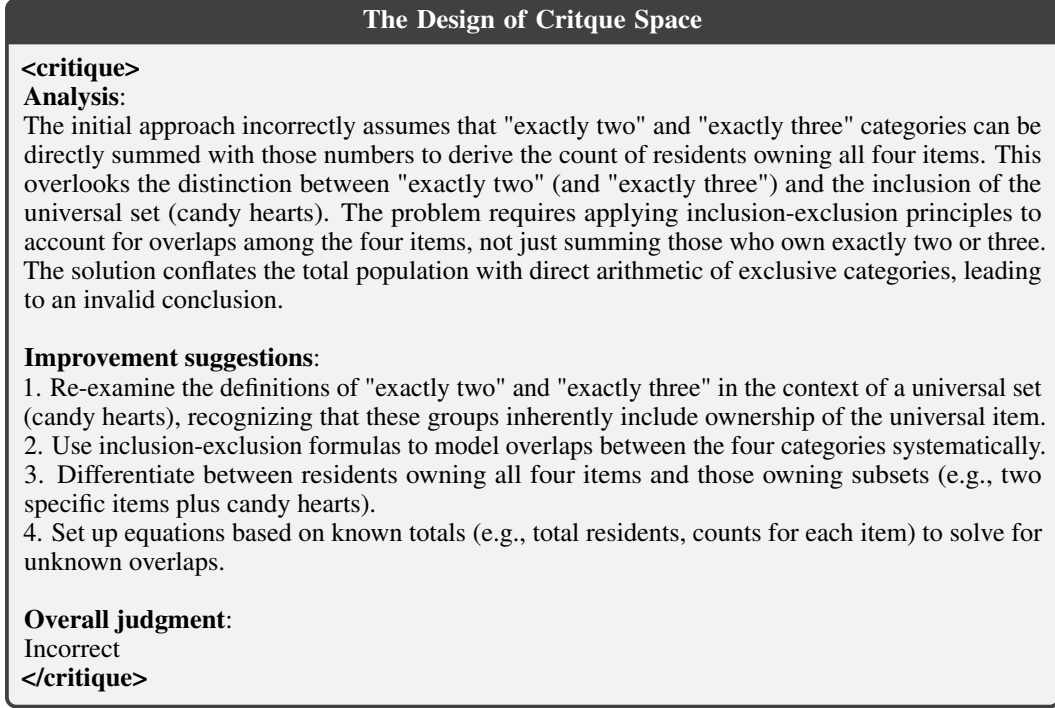 The Design of Critque Space
<critique>
Analysis:
The initial approach incorrectly assumes that "exactly two" and "exactly three" categories can be
directly summed with those numbers to derive the count of residents owning all four items. This
overlooks the distinction between "exactly two" (and "exactly three") and the inclusion of the
universal set (candy hearts). The problem requires applying inclusion-exclusion principles to
account for overlaps among the four items, not just summing those who own exactly two or three.
The solution conflates the total population with direct arithmetic of exclusive categories, leading
to an invalid conclusion.
Improvement suggestions:
1. Re-examine the definitions of "exactly two" and "exactly three" in the context of a universal set
(candy hearts), recognizing that these groups inherently include ownership of the universal item.
2. Use inclusion-exclusion formulas to model overlaps between the four categories systematically.
3. Differentiate between residents owning all four items and those owning subsets (e.g., two
specific items plus candy hearts).
4. Set up equations based on known totals (e.g., total residents, counts for each item) to solve for
unknown overlaps.
Overall judgment:
Incorrect
</critique>